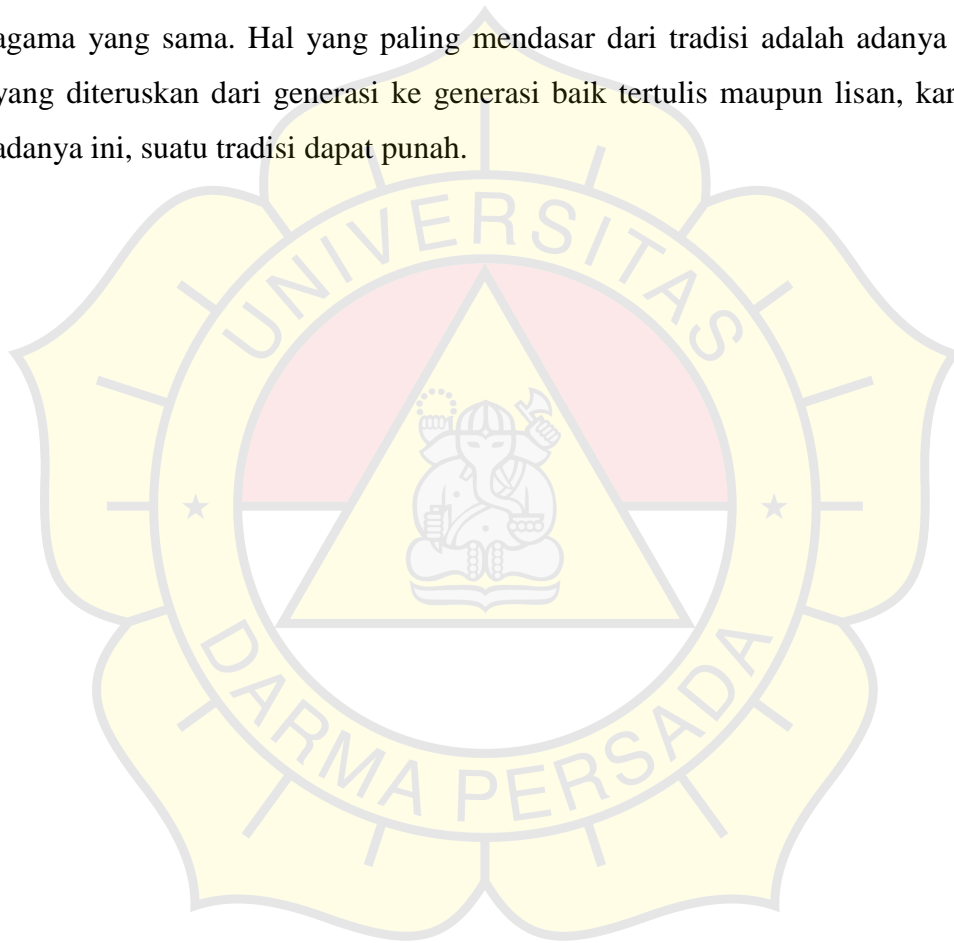 agama yang sama. Hal yang paling mendasar dari tradisi adalah adanya
yang diteruskan dari generasi ke generasi baik tertulis maupun lisan, kar
adanya ini, suatu tradisi dapat punah.
UNIVERSITAS
DARMA PERSADA